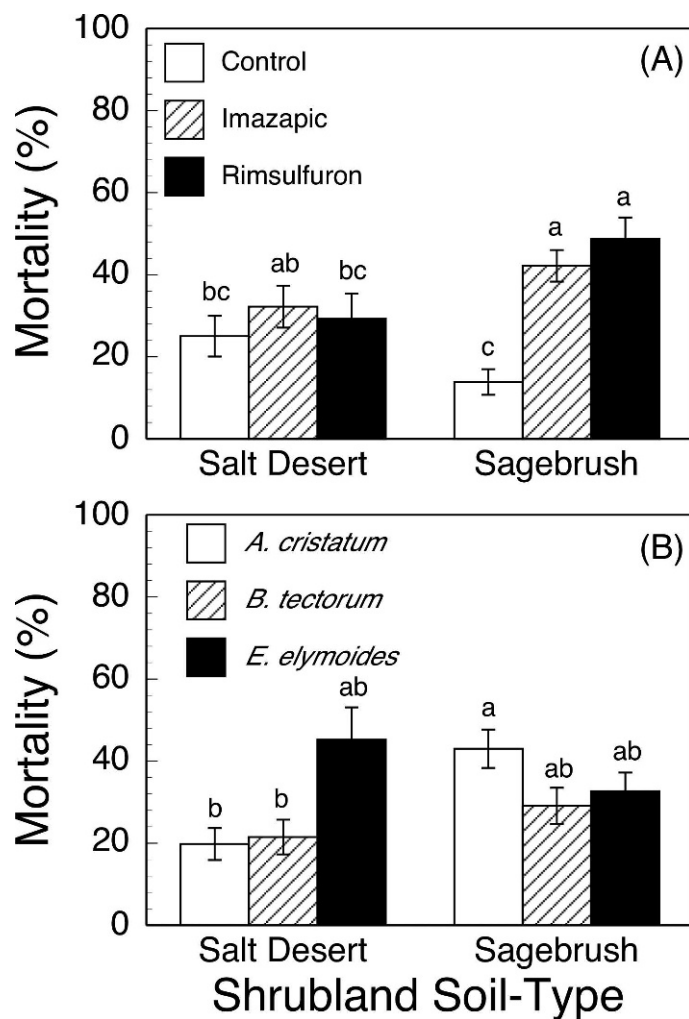 100
(A)
Control
80
Imazapic
Rimsulfuron
60
a
a
Mortality (%)
40
bc
ab
bc
20
c
0
Salt Desert
Sagebrush
100
(B)
A. cristatum
80
B. tectorum
E. elymoides
60
ab
a
Mortality (%)
40
ab
ab
b
b
20
0
Salt Desert
Sagebrush
Shrubland Soil-Type